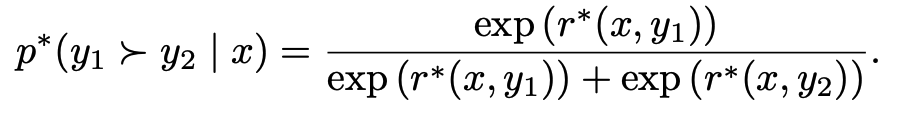 p*(y₁ ≻ y₂ | x) = exp (r*(x, y₁)) / (exp (r*(x, y₁)) + exp (r*(x, y₂))).